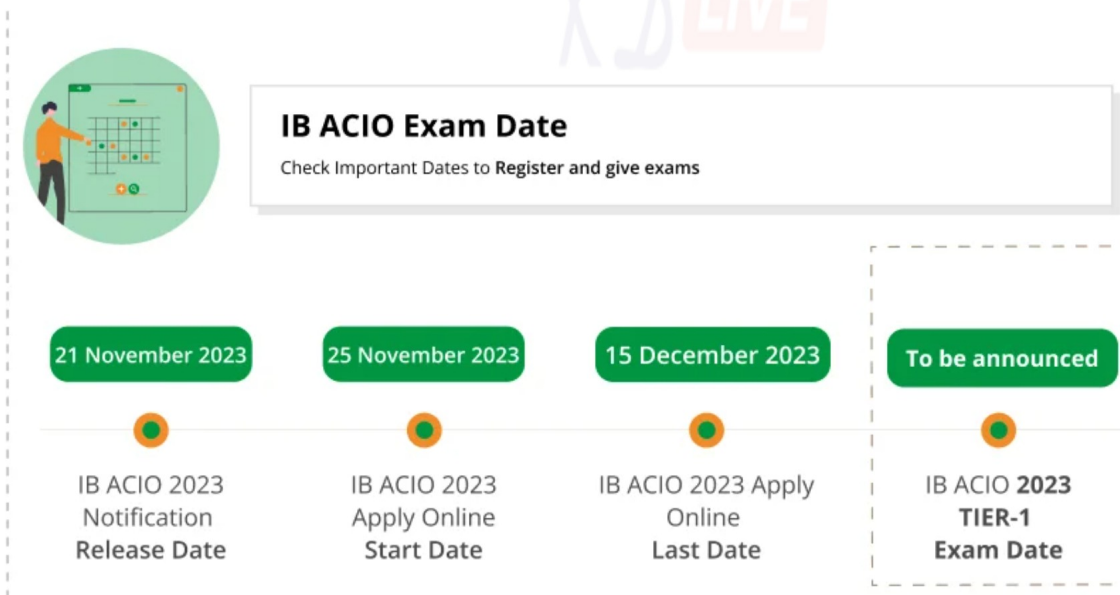 LIVE
IB ACIO Exam Date
Check Important Dates to Register and give exams
21 November 2023
25 November 2023
15 December 2023
To be announced
IB ACIO 2023
Notification
Release Date
IB ACIO 2023
Apply Online
Start Date
IB ACIO 2023 Apply
Online
Last Date
IB ACIO 2023
TIER-1
Exam Date